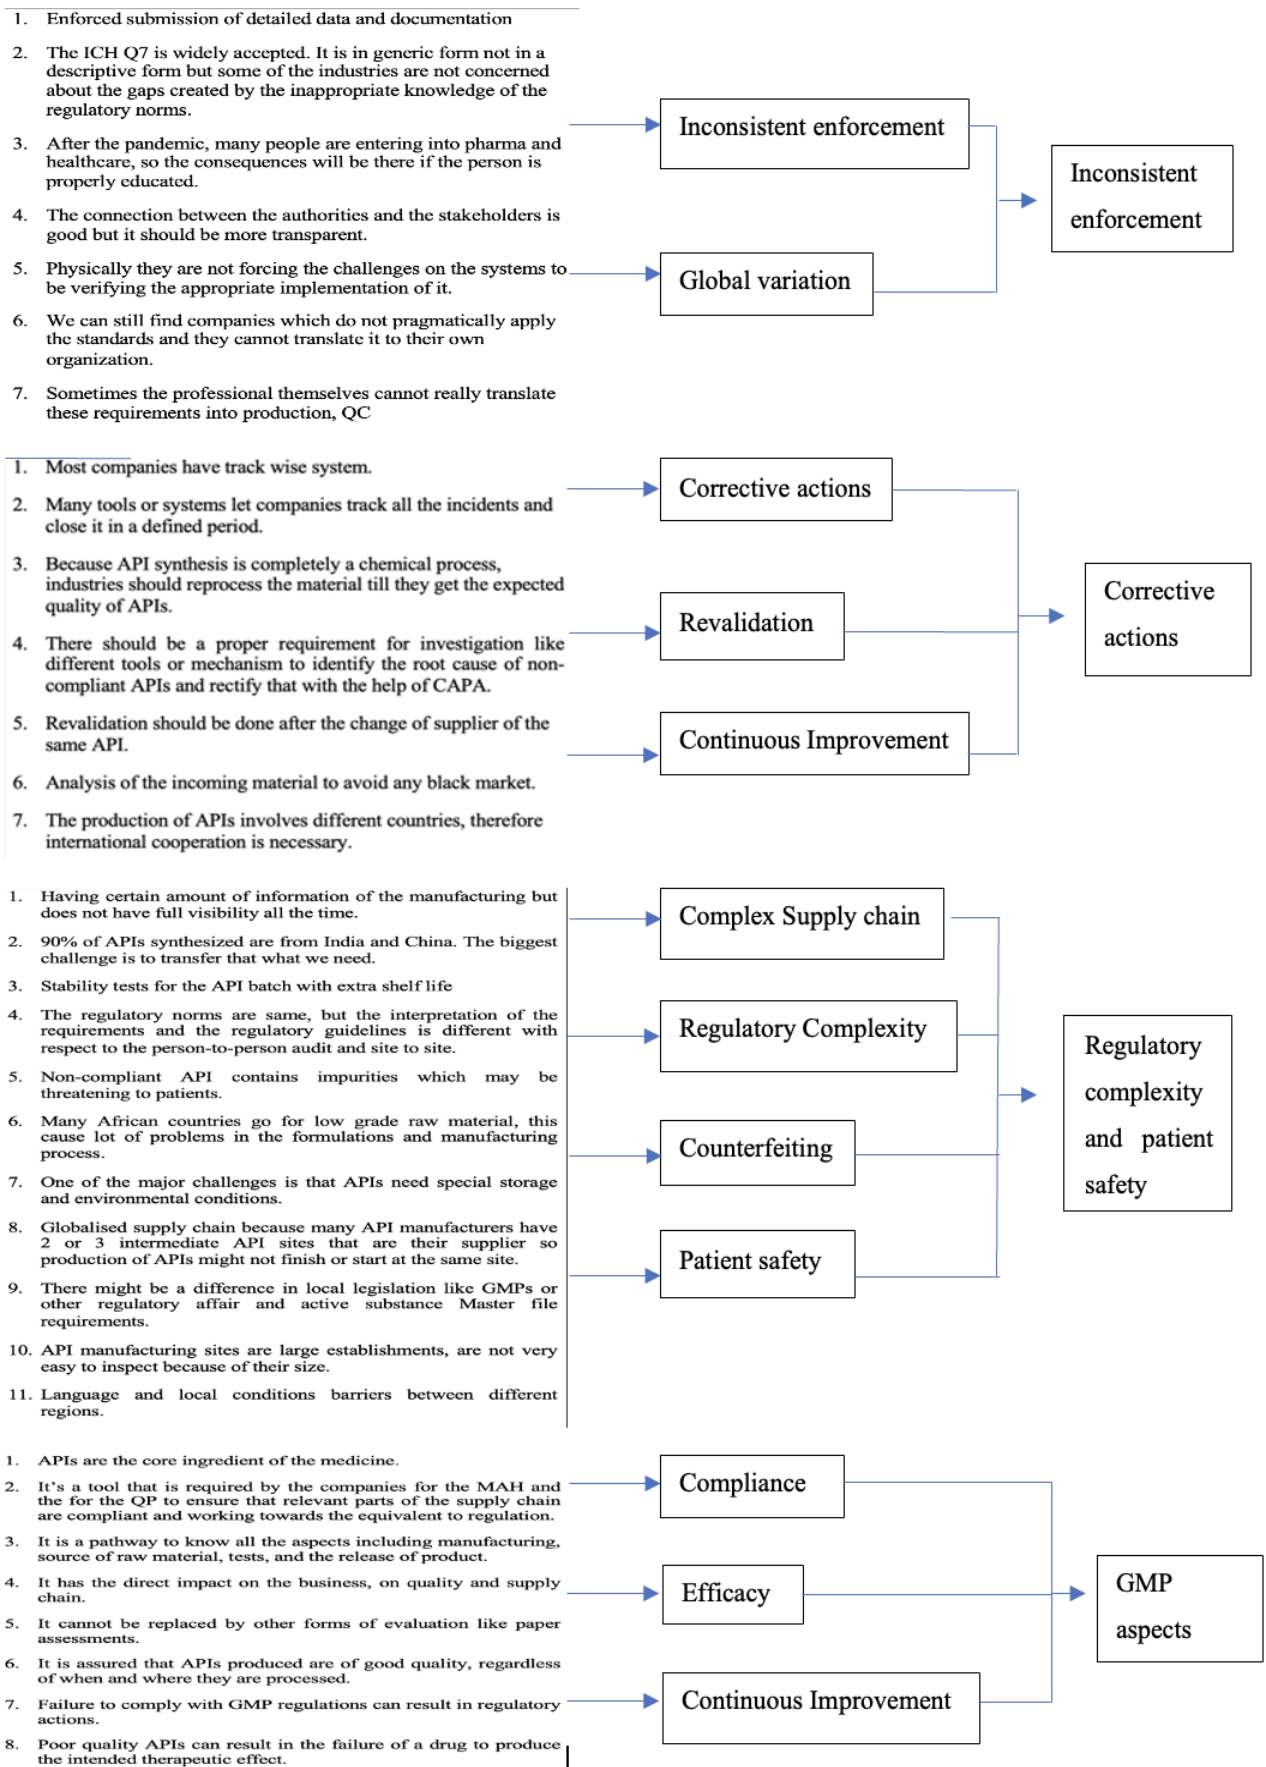 1. Enforced submission of detailed data and documentation
2. The ICH Q7 is widely accepted. It is in generic form not in a
descriptive form but some of the industries are not concerned
about the gaps created by the inappropriate knowledge of the
regulatory norms.
3. After the pandemic, many people are entering into pharma and
healthcare, so the consequences will be there if the person is
properly educated.
4. The connection between the authorities and the stakeholders is
good but it should be more transparent.
5. Physically they are not forcing the challenges on the systems to
be verifying the appropriate implementation of it.
6. We can still find companies which do not pragmatically apply
the standards and they cannot translate it to their own
organization.
7. Sometimes the professional themselves cannot really translate
these requirements into production, QC
Inconsistent enforcement
Global variation
Inconsistent
enforcement
1. Most companies have track wise system.
2. Many tools or systems let companies track all the incidents and
close it in a defined period.
3. Because API synthesis is completely a chemical process,
industries should reprocess the material till they get the expected
quality of APIs.
4. There should be a proper requirement for investigation like
different tools or mechanism to identify the root cause of non-
compliant APIs and rectify that with the help of CAPA.
5. Revalidation should be done after the change of supplier of the
same API.
6. Analysis of the incoming material to avoid any black market.
7. The production of APIs involves different countries, therefore
international cooperation is necessary.
Corrective actions
Revalidation
Continuous Improvement
Corrective
actions
1. Having certain amount of information of the manufacturing but
does not have full visibility all the time.
2. 90% of APIs synthesized are from India and China. The biggest
challenge is to transfer that what we need.
3. Stability tests for the API batch with extra shelf life
4. The regulatory norms are same, but the interpretation of the
requirements and the regulatory guidelines is different with
respect to the person-to-person audit and site to site.
5. Non-compliant API contains impurities which may be
threatening to patients.
6. Many African countries go for low grade raw material, this
cause lot of problems in the formulations and manufacturing
process.
7. One of the major challenges is that APIs need special storage
and environmental conditions.
8. Globalised supply chain because many API manufacturers have
2 or 3 intermediate API sites that are their supplier so
production of APIs might not finish or start at the same site.
9. There might be a difference in local legislation like GMPs or
other regulatory affair and active substance Master file
requirements.
10. API manufacturing sites are large establishments, are not very
easy to inspect because of their size.
11. Language and local conditions barriers between different
regions.
Complex Supply chain
Regulatory Complexity
Counterfeiting
Patient safety
Regulatory
complexity
and patient
safety
1. APIs are the core ingredient of the medicine.
2. It's a tool that is required by the companies for the MAH and
the for the QP to ensure that relevant parts of the supply chain
are compliant and working towards the equivalent to regulation.
3. It is a pathway to know all the aspects including manufacturing,
source of raw material, tests, and the release of product.
4. It has the direct impact on the business, on quality and supply
chain.
5. It cannot be replaced by other forms of evaluation like paper
assessments.
6. It is assured that APIs produced are of good quality, regardless
of when and where they are processed.
7. Failure to comply with GMP regulations can result in regulatory
actions.
8. Poor quality APIs can result in the failure of a drug to produce
the intended therapeutic effect.
Compliance
Efficacy
Continuous Improvement
GMP
aspects